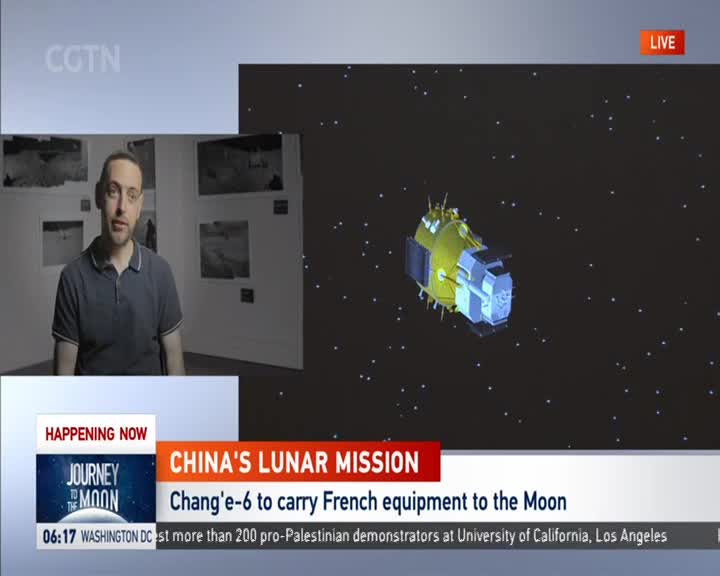 CGTN
LIVE
HAPPENING NOW
JOURNEY
TO
THE MOON
CHINA'S LUNAR MISSION
Chang'e-6 to carry French equipment to the Moon
06:17 WASHINGTON DC
est more than 200 pro-Palestinian demonstrators at University of California, Los Angeles